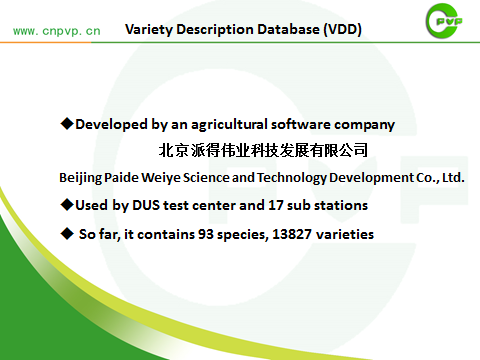 www.cnpvp.cn
Variety Description Database (VDD)
PVP
◆Developed by an agricultural software company
北京派得伟业科技发展有限公司
Beijing Paide Weiye Science and Technology Development Co., Ltd.
◆Used by DUS test center and 17 sub stations
◆ So far, it contains 93 species, 13827 varieties